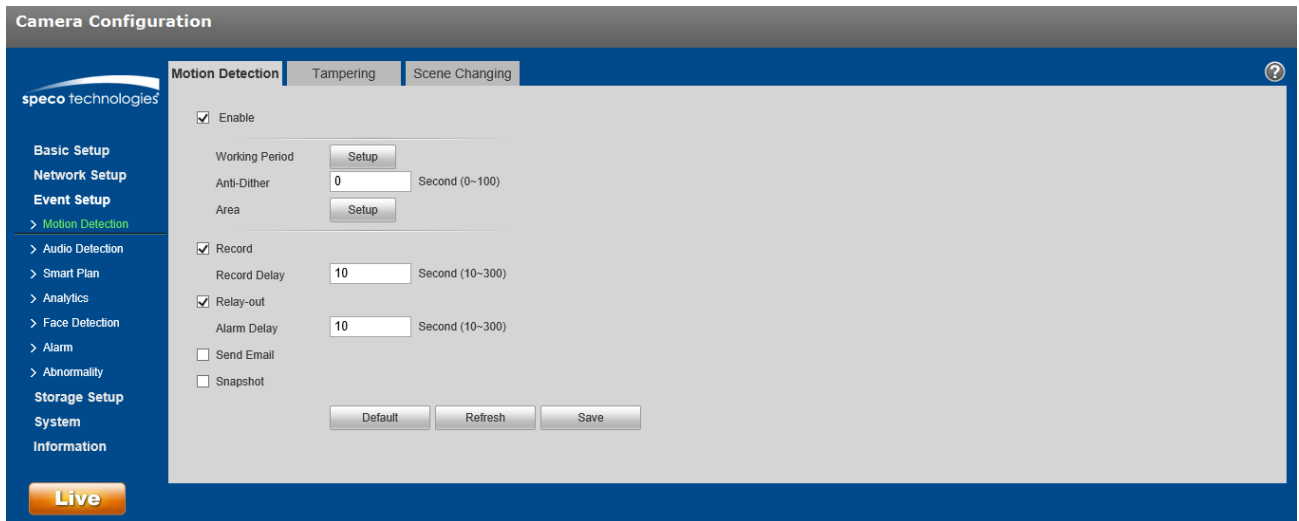 Camera Configuration
speco technologies
Motion Detection
Tampering
Scene Changing
?
Basic Setup
Network Setup
Event Setup
> Motion Detection
> Audio Detection
> Smart Plan
> Analytics
> Face Detection
> Alarm
> Abnormality
Storage Setup
System
Information
Live
Enable
Working Period Setup
Anti-Dither 0 Second (0~100)
Area Setup
Record
Record Delay 10 Second (10~300)
Relay-out
Alarm Delay 10 Second (10~300)
Send Email
Snapshot
Default Refresh Save